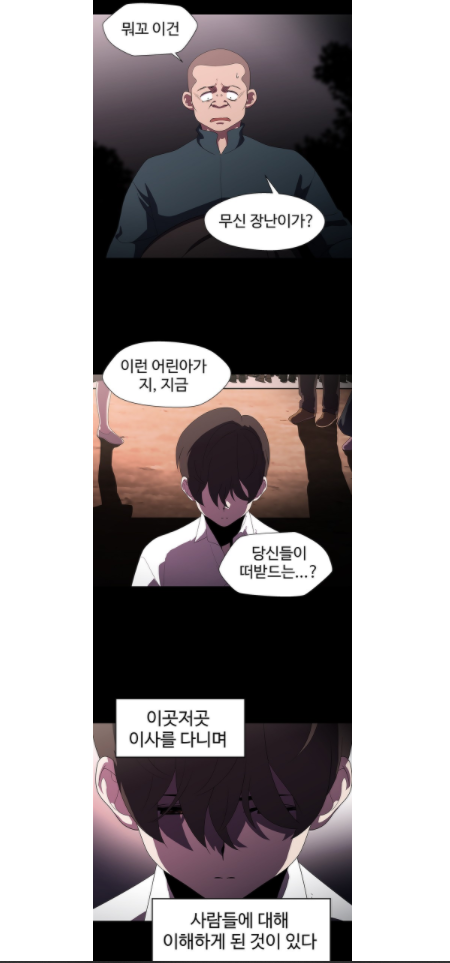 뭐꼬 이건
무신 장난이가?
이런 어린아가
지, 지금
당신들이
떠받드는...?
이곳저곳
이사를 다니며
사람들에 대해
이해하게 된 것이 있다